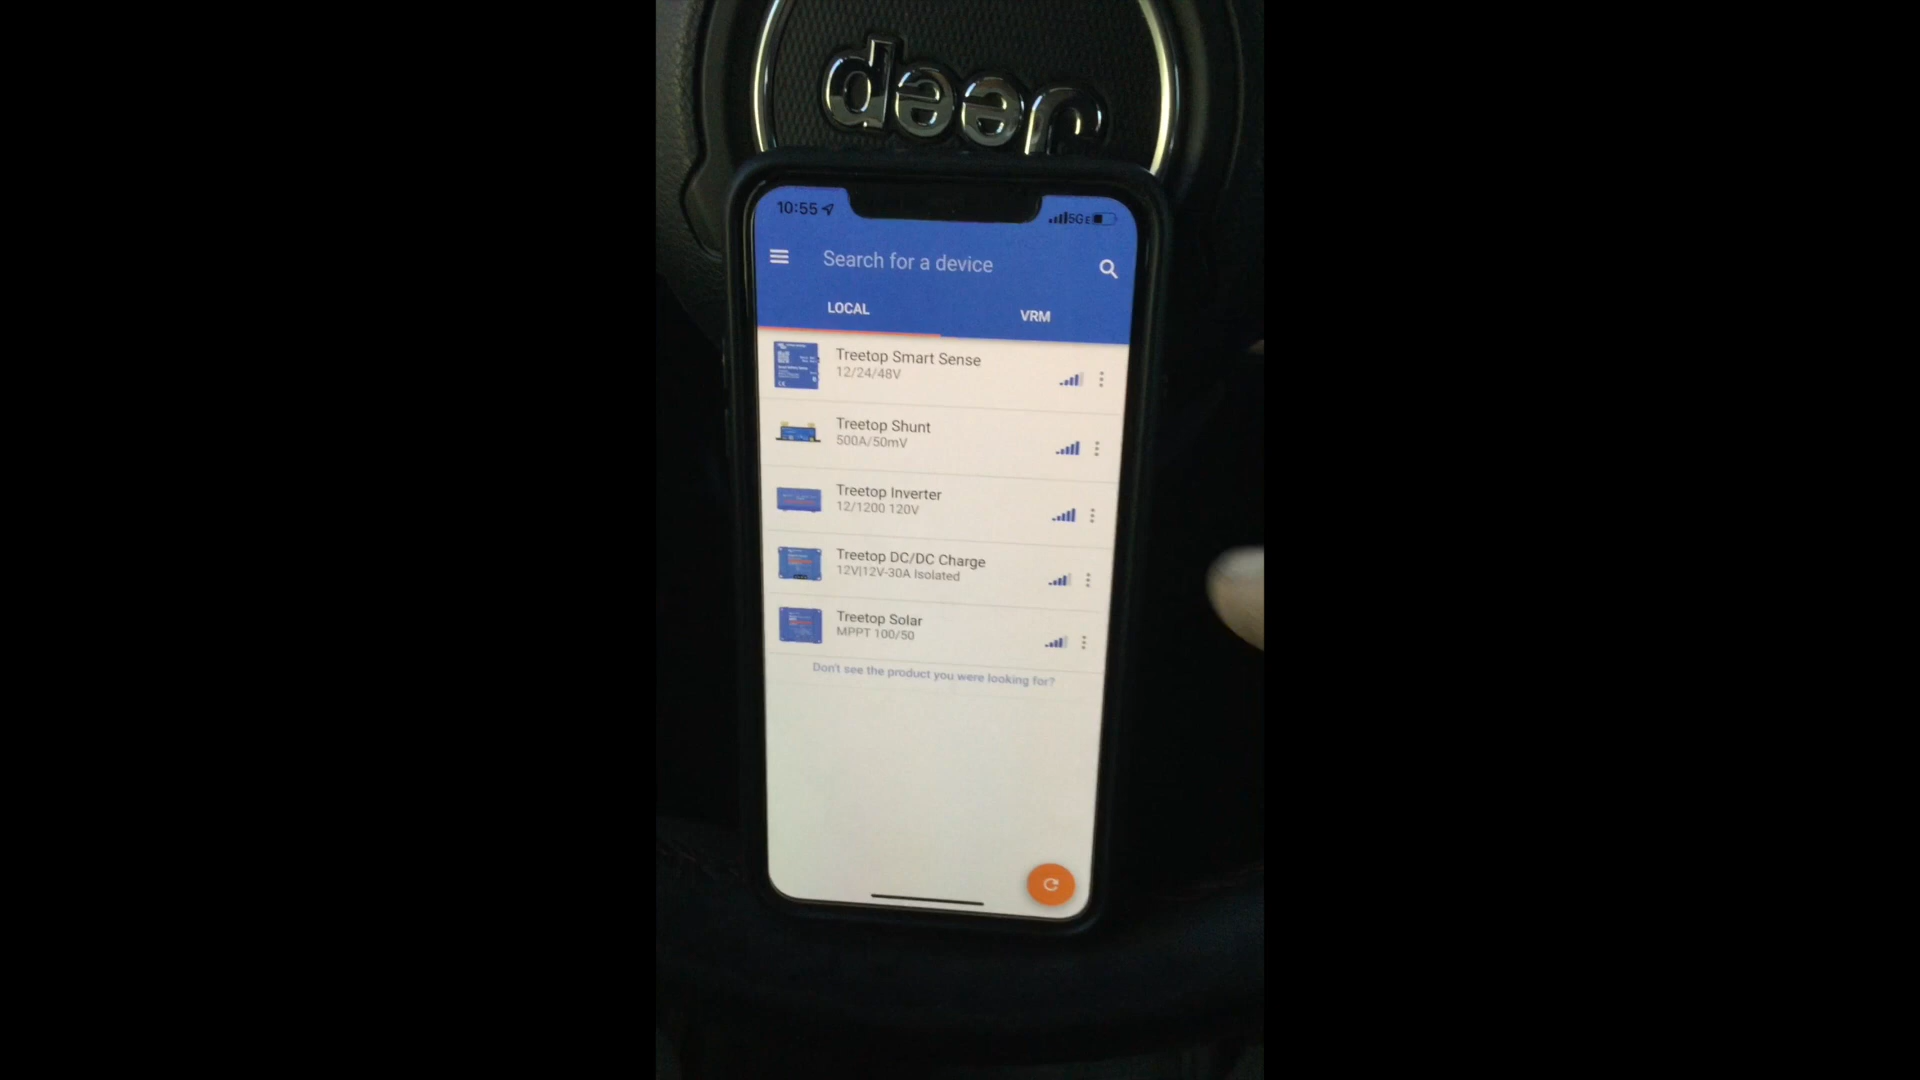 Jeep
10:55
5GE
Search for a device
LOCAL
VRM
Treetop Smart Sense
12/24/48V
Treetop Shunt
500A/50mV
Treetop Inverter
12/1200 120V
Treetop DC/DC Charge
12V|12V-30A Isolated
Treetop Solar
MPPT 100/50
Don't see the product you were looking for?